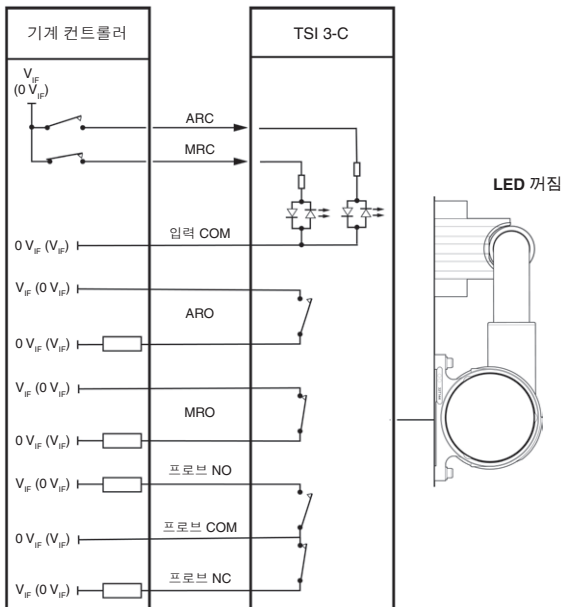 기계 컨트롤러
TSI 3-C
V_IF
(0 V_IF)
ARC
MRC
LED 꺼짐
입력 COM
0 V_IF (V_IF)
V_IF (0 V_IF)
ARO
0 V_IF (V_IF)
V_IF (0 V_IF)
MRO
0 V_IF (V_IF)
프로브 NO
V_IF (0 V_IF)
프로브 COM
0 V_IF (V_IF)
프로브 NC
V_IF (0 V_IF)